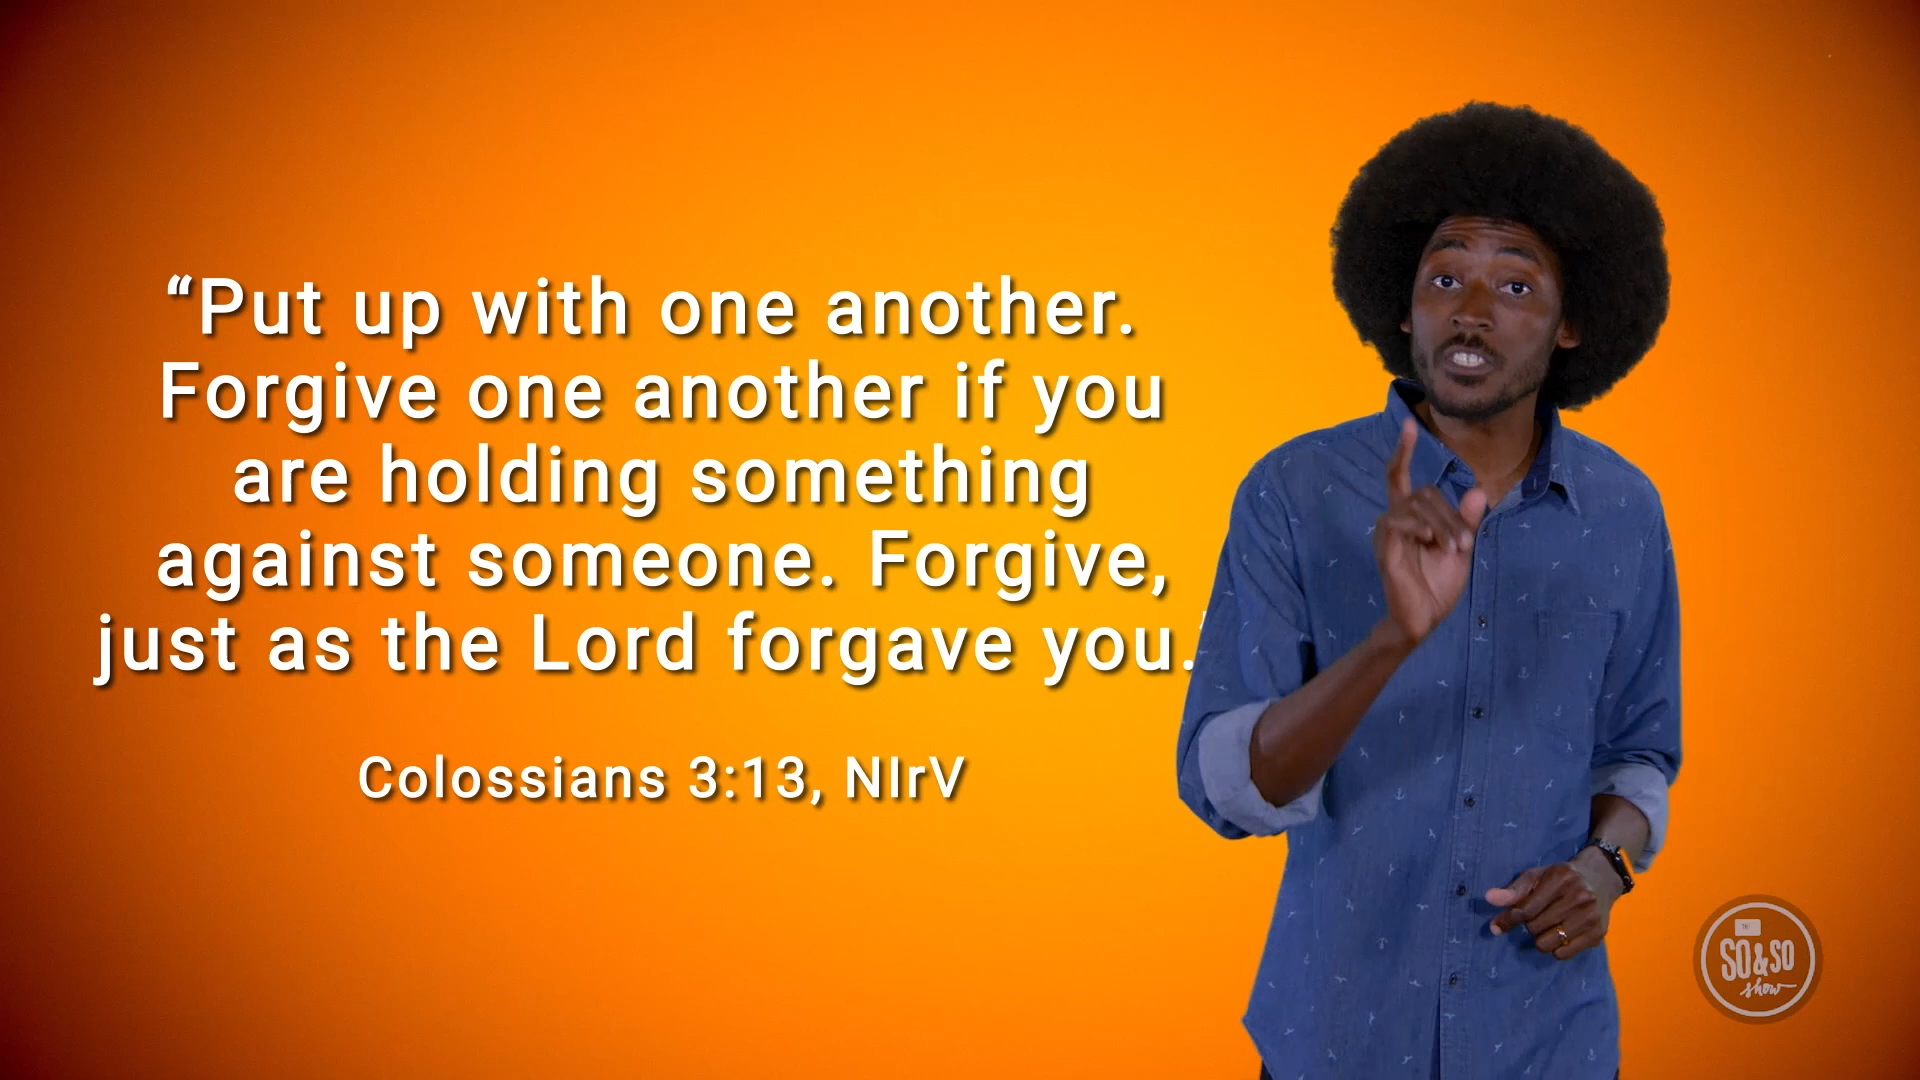 “Put up with one another.
Forgive one another if you
are holding something
against someone. Forgive,
just as the Lord forgave you.
Colossians 3:13, NIrV
SO&SO
show